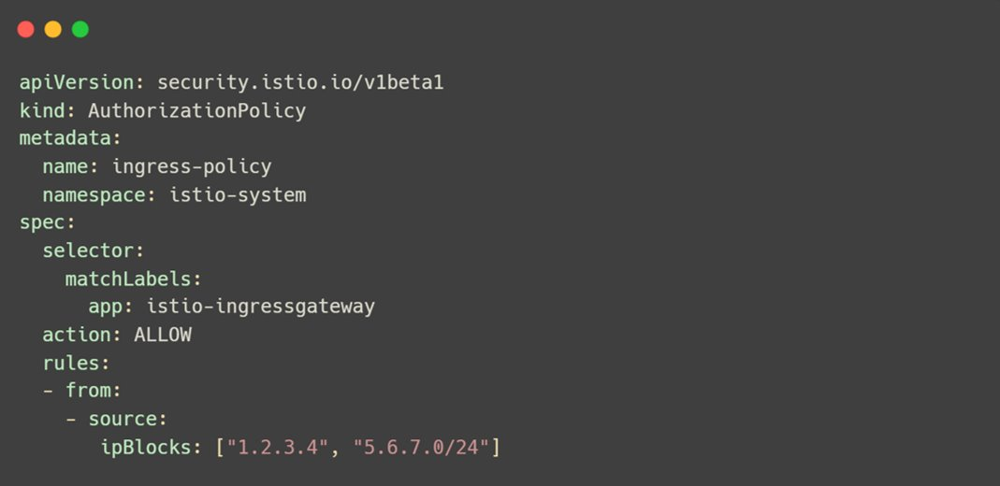 apiVersion: security.istio.io/v1beta1
kind: AuthorizationPolicy
metadata:
  name: ingress-policy
  namespace: istio-system
spec:
  selector:
    matchLabels:
      app: istio-ingressgateway
  action: ALLOW
  rules:
  - from:
    - source:
       ipBlocks: ["1.2.3.4", "5.6.7.0/24"]